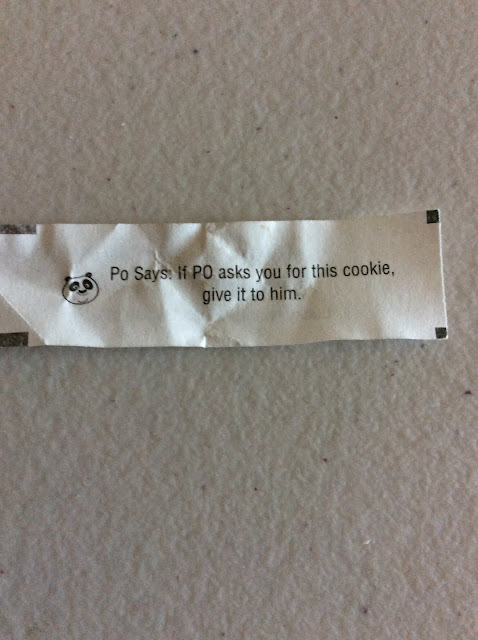 Po Says: If PO asks you for this cookie,
give it to him.